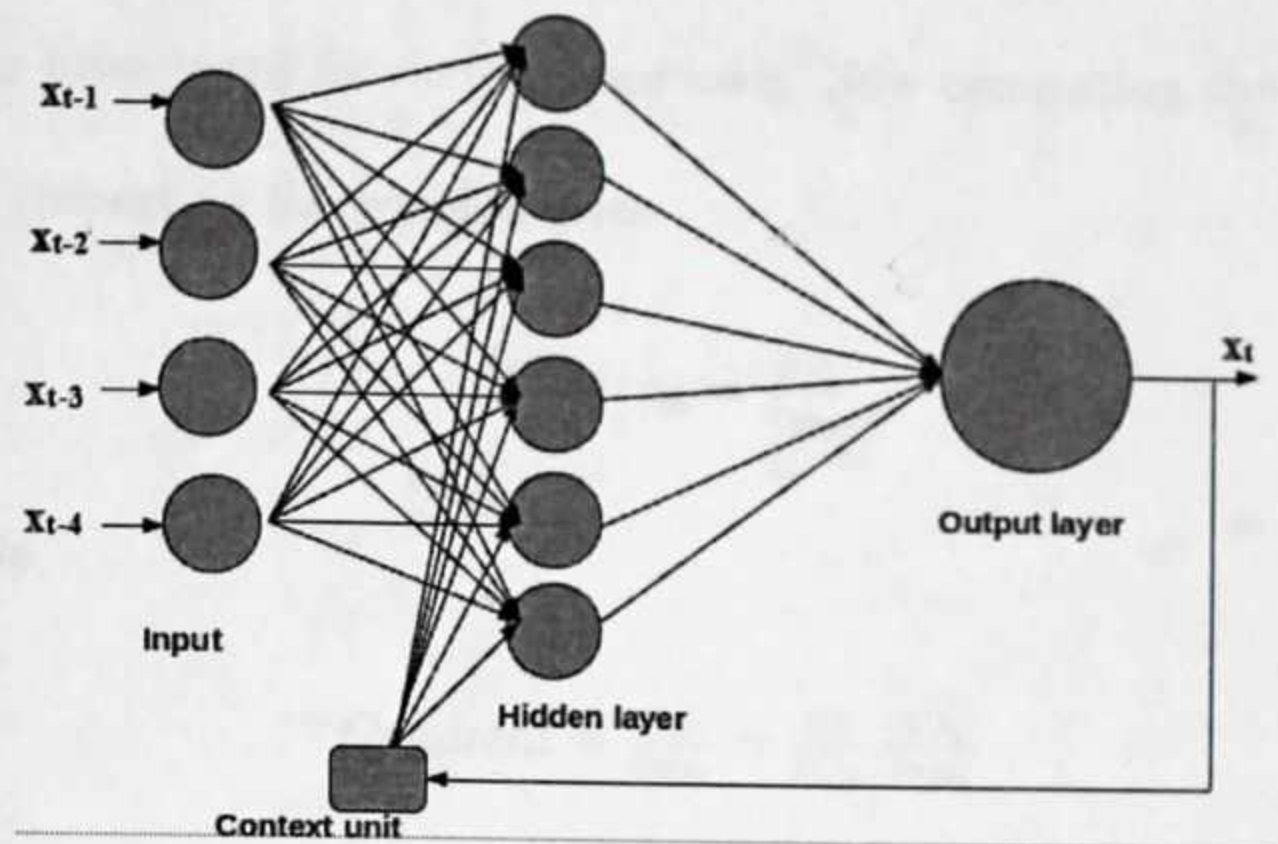 Xt-1
Xt-2
Xt-3
Xt-4
Xt
Output layer
Input
Hidden layer
Context unit